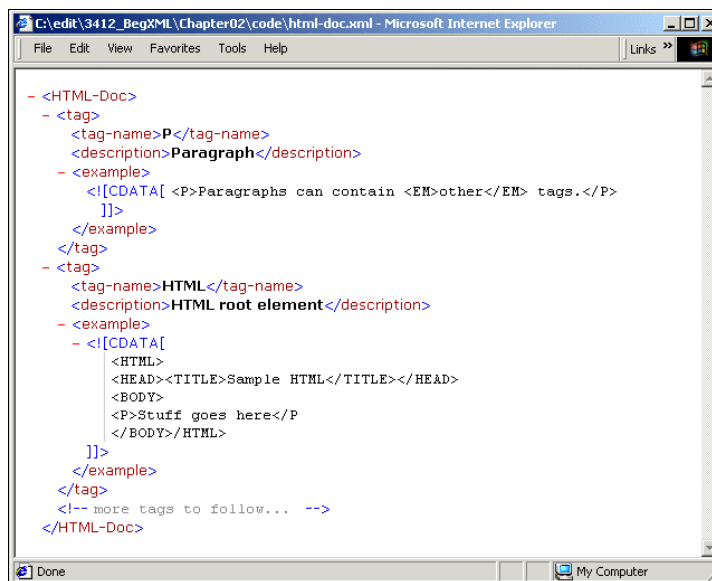 C:\edit\3412_BegXML\Chapter02\code\html-doc.xml - Microsoft Internet Explorer
File Edit View Favorites Tools Help Links »
- <HTML-Doc>
- <tag>
<tag-name>P</tag-name>
<description>Paragraph</description>
- <example>
<![CDATA[ <P>Paragraphs can contain <EM>other</EM> tags.</P>
]]>
</example>
</tag>
- <tag>
<tag-name>HTML</tag-name>
<description>HTML root element</description>
- <example>
- <![CDATA[
<HTML>
<HEAD><TITLE>Sample HTML</TITLE></HEAD>
<BODY>
<P>Stuff goes here</P
</BODY>/HTML>
]]>
</example>
</tag>
<!-- more tags to follow... -->
</HTML-Doc>
Done My Computer